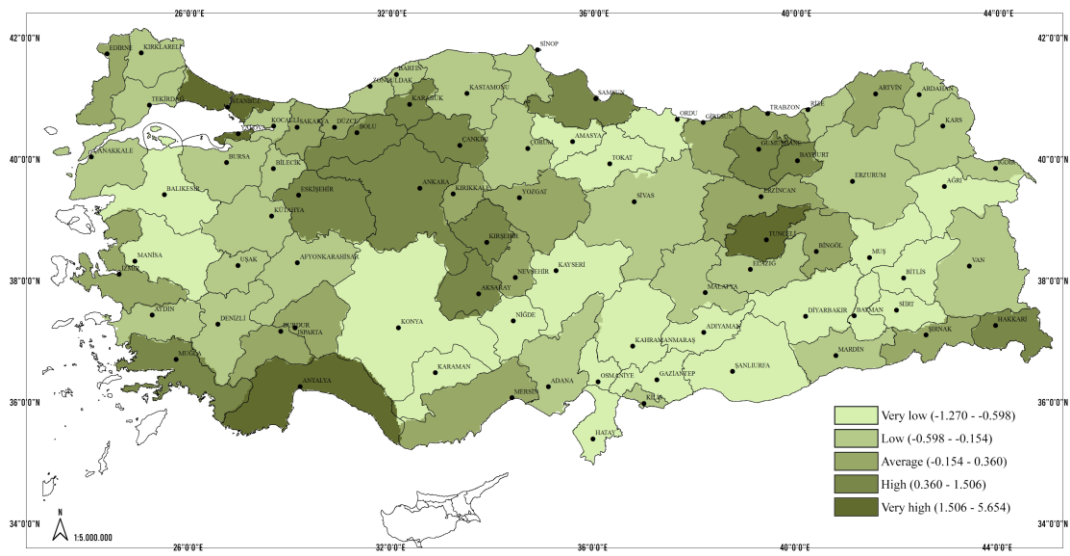 26°0'0"E 32°0'0"E 36°0'0"E 40°0'0"E 44°0'0"E
42°0'0"N 42°0'0"N
EDİRNE
KIRKLARELİ
SİNOP
BARTIN
ZONGULDAK
TEKİRDAĞ
İSTANBUL
KARABÜK
KASTAMONU
SAMSUN
ORDU
GİRESUN
TRABZON
RİZE
ARTVİN
ARDAHAN
KOCAELİ
SAKARYA
DÜZCE
BOLU
ÇANKIRI
ÇORUM
AMASYA
TOKAT
GÜMÜŞHANE
BAYBURT
KARS
40°0'0"N 40°0'0"N
ÇANAKKALE
BURSA
BİLECİK
BALIKESİR
ESKİŞEHİR
KÜTAHYA
ANKARA
KIRIKKALE
YOZGAT
SİVAS
ERZİNCAN
ERZURUM
AĞRI
MANİSA
İZMİR
UŞAK
AFYONKARAHİSAR
KIRŞEHİR
NEVŞEHİR
AKSARAY
KAYSERİ
TUNCELİ
BİNGÖL
ELAZIĞ
MUŞ
BİTLİS
VAN
38°0'0"N 38°0'0"N
MALATYA
AYDIN
DENİZLİ
BURDUR
ISPARTA
KONYA
NİĞDE
DİYARBAKIR
BATMAN
SİİRT
ŞIRNAK
HAKKARİ
ADIYAMAN
KAHRAMANMARAŞ
MARDİN
MUĞLA
ANTALYA
KARAMAN
MERSİN
ADANA
OSMANİYE
GAZİANTEP
ŞANLIURFA
KİLİS
36°0'0"N 36°0'0"N
HATAY
Very low (-1.270 - -0.598)
Low (-0.598 - -0.154)
Average (-0.154 - 0.360)
High (0.360 - 1.506)
Very high (1.506 - 5.654)
34°0'0"N 34°0'0"N
N
1:5.000.000
26°0'0"E 32°0'0"E 36°0'0"E 40°0'0"E 44°0'0"E